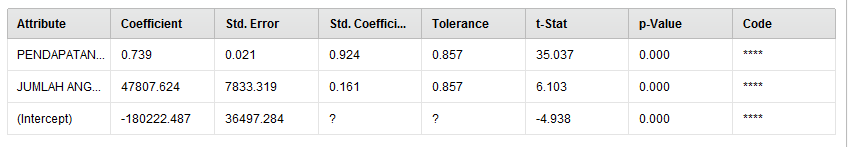 Attribute Coefficient Std. Error Std. Coeffici... Tolerance t-Stat p-Value Code
PENDAPATAN... 0.739 0.021 0.924 0.857 35.037 0.000 ****
JUMLAH ANG... 47807.624 7833.319 0.161 0.857 6.103 0.000 ****
(Intercept) -180222.487 36497.284 ? ? -4.938 0.000 ****